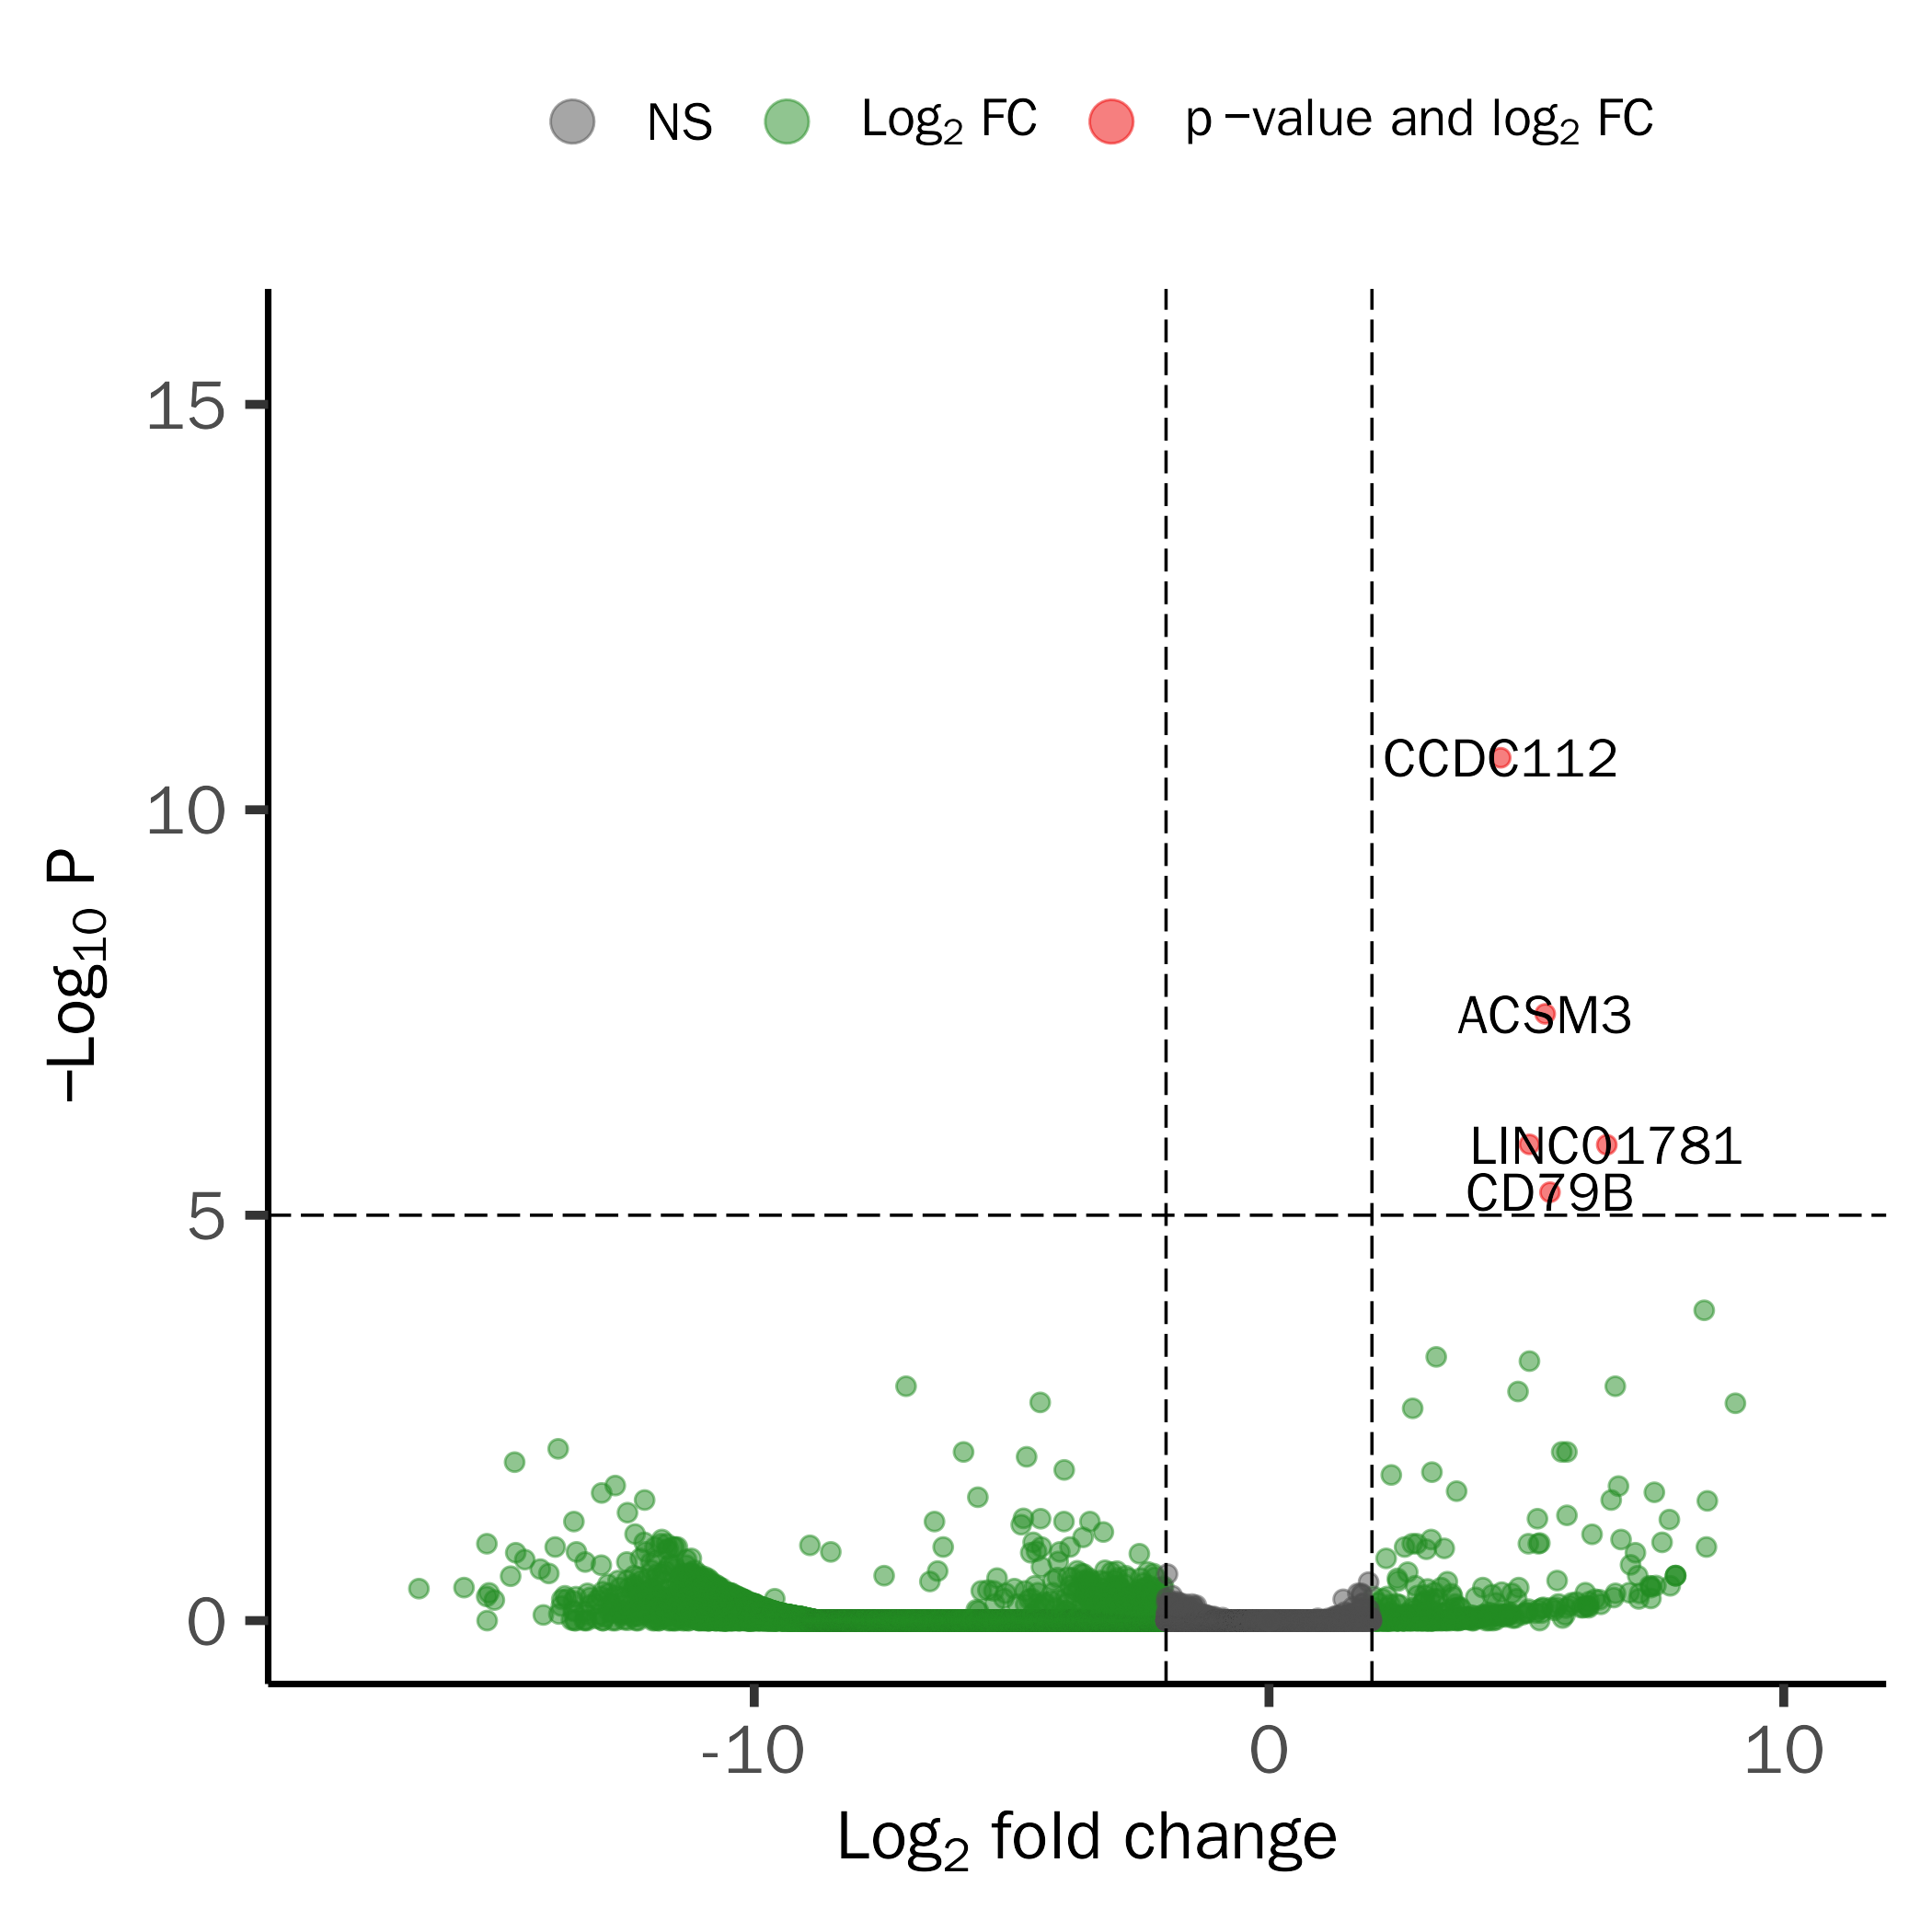 NS Log₂ FC p −value and log₂ FC
15
10
5
0
−Log₁₀ P
CCDC112
ACSM3
LINC01781
CD79B
-10 0 10
Log₂ fold change